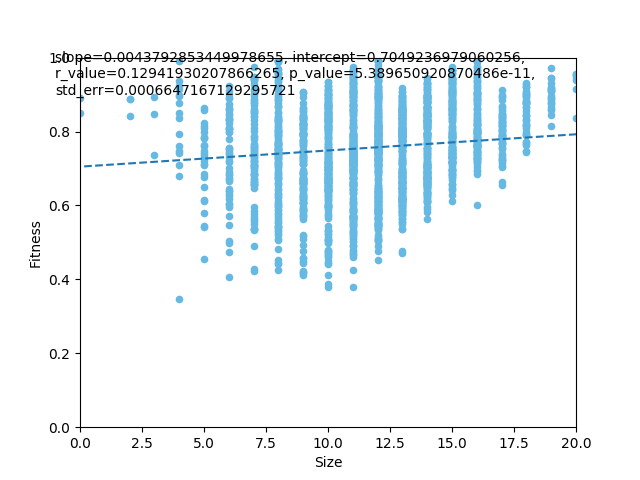 slope=0.0043792853449978655, intercept=0.7049236979060256,
r_value=0.12941930207866265, p_value=5.389650920870486e-11,
std_err=0.0006647167129295721
1.0
0.8
0.6
0.4
0.2
0.0
Fitness
0.0 2.5 5.0 7.5 10.0 12.5 15.0 17.5 20.0
Size